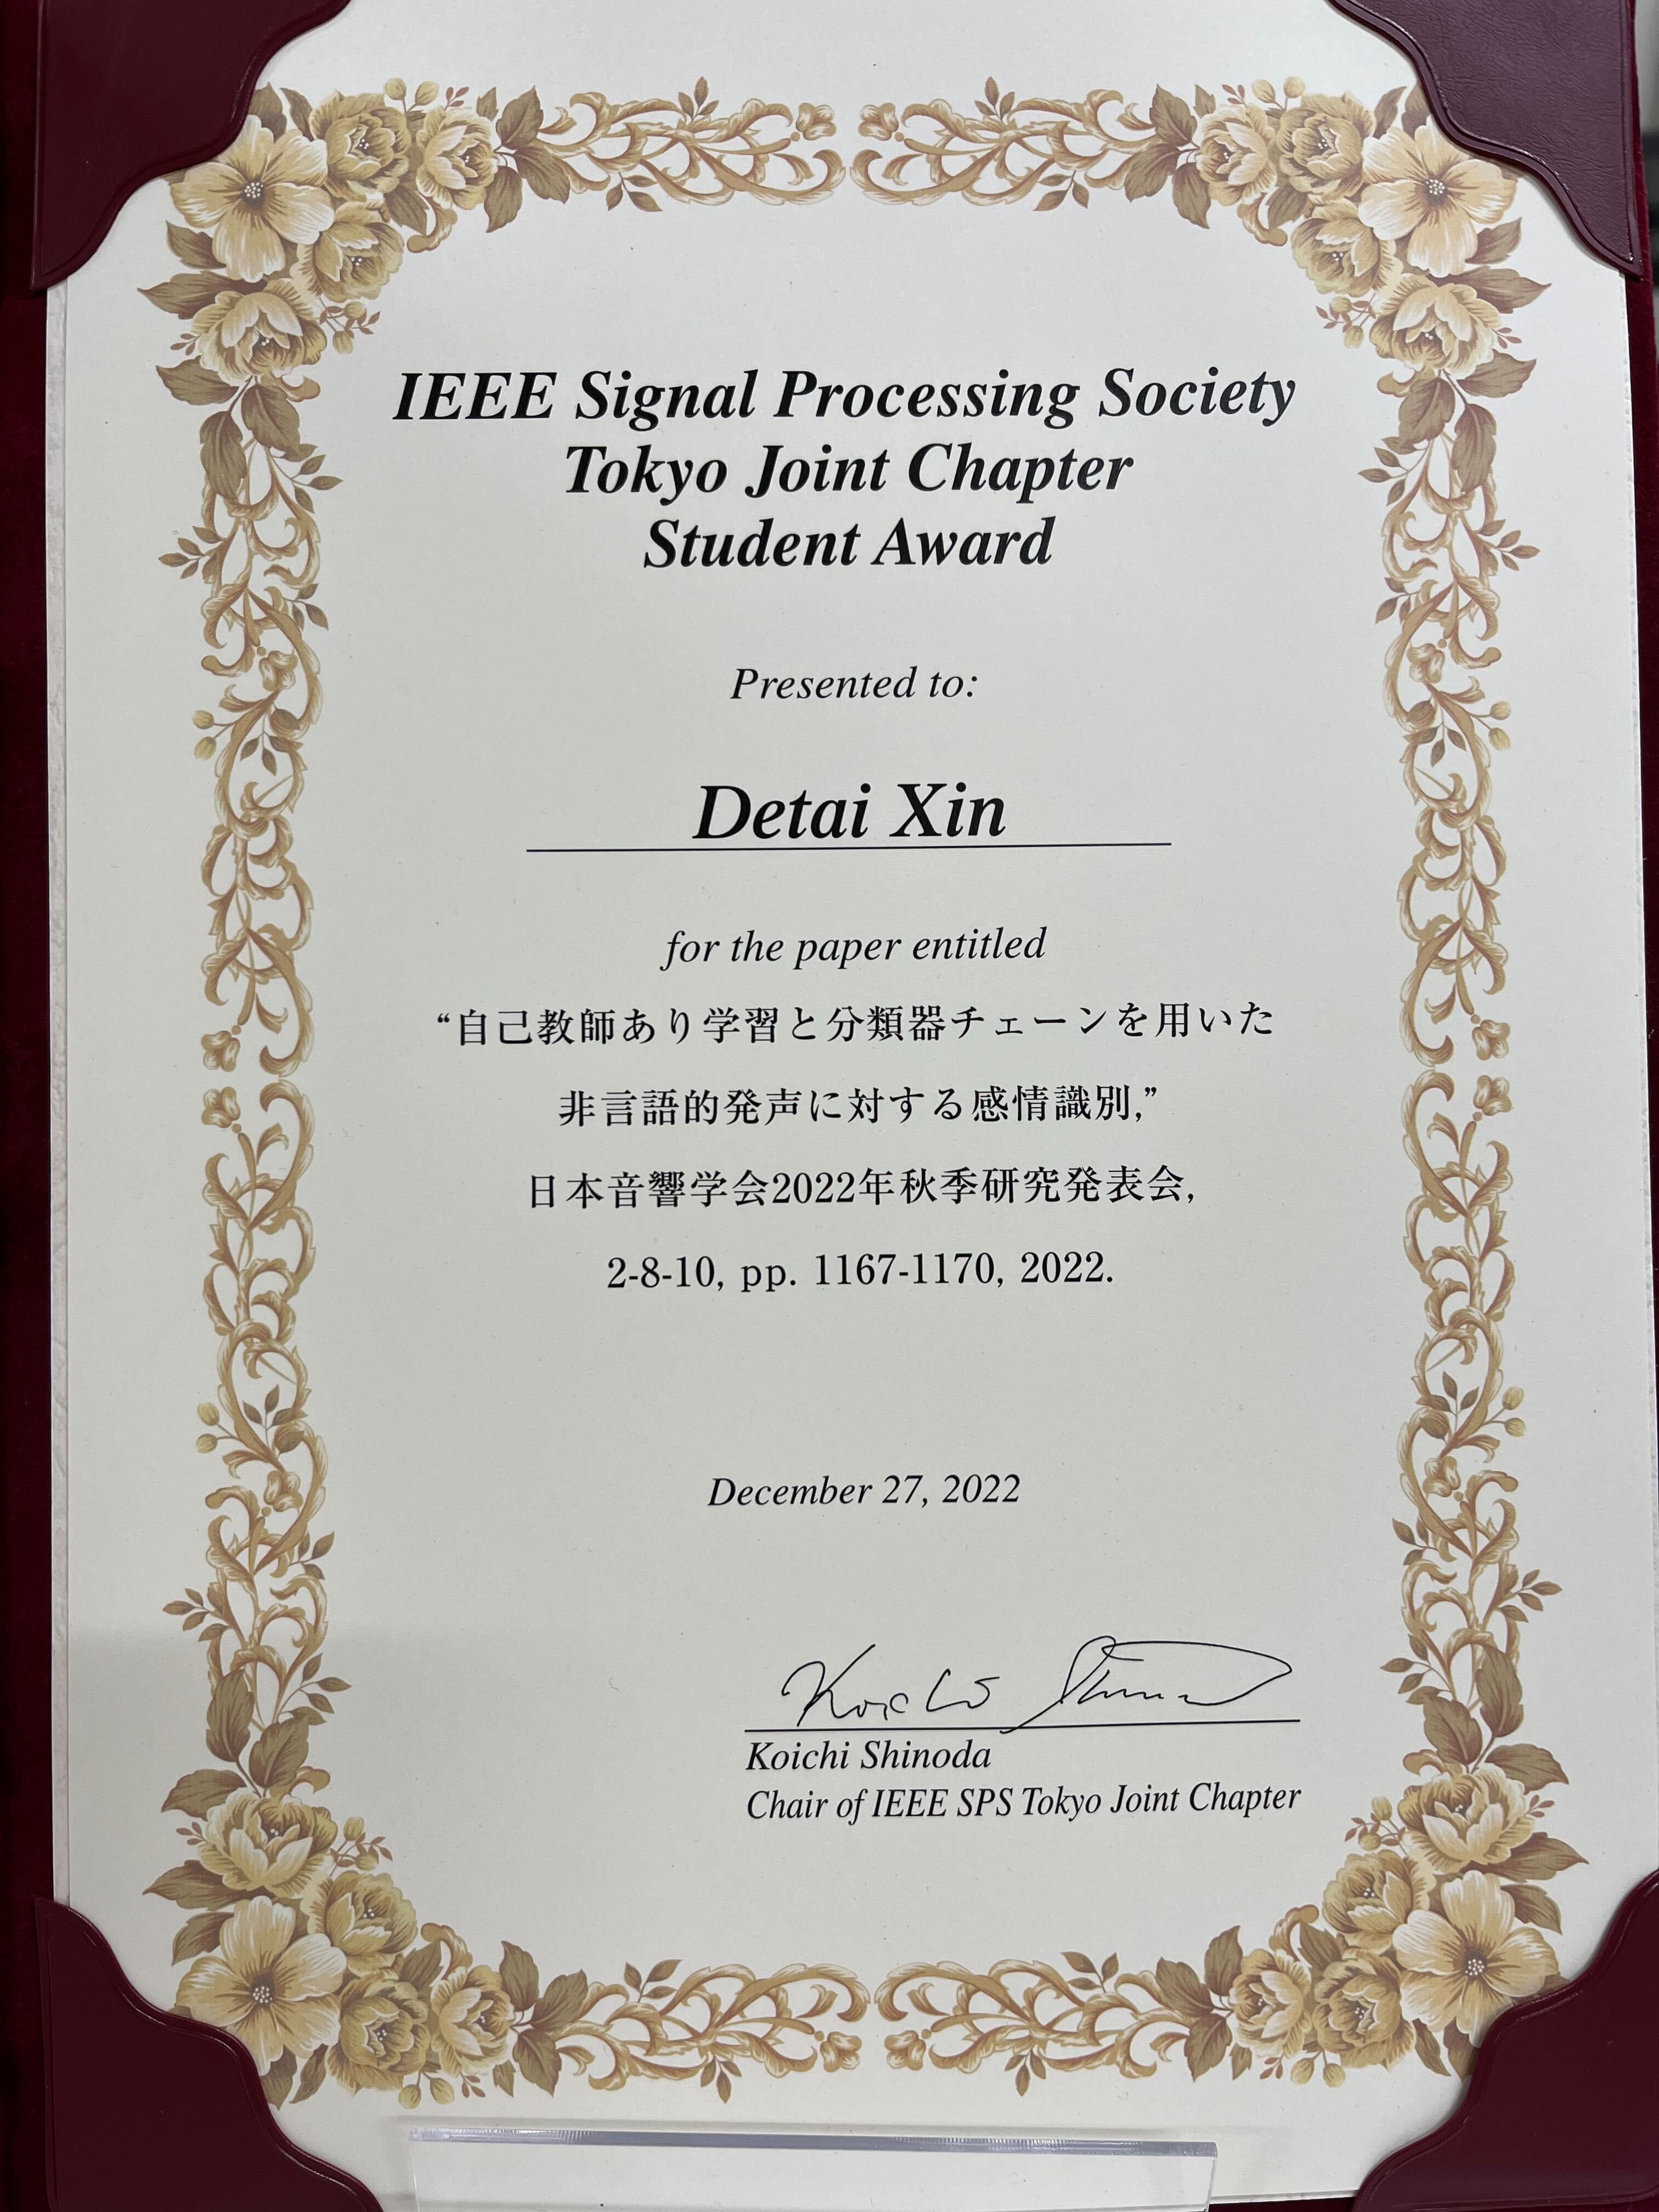 IEEE Signal Processing Society
Tokyo Joint Chapter
Student Award
Presented to:
Detai Xin
for the paper entitled
“自己教師あり学習と分類器チェーンを用いた
非言語的発声に対する感情識別,”
日本音響学会2022年秋季研究発表会,
2-8-10, pp. 1167-1170, 2022.
December 27, 2022
Koichi Shinoda
Koichi Shinoda
Chair of IEEE SPS Tokyo Joint Chapter